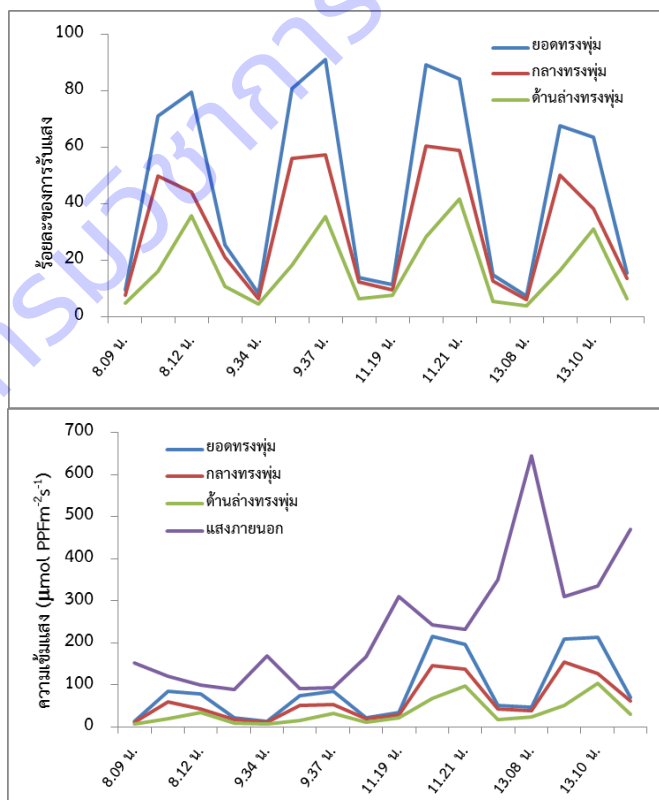 100
80
60
40
20
0
ร้อยละของการรับแสง
ยอดทรงพุ่ม
กลางทรงพุ่ม
ด้านล่างทรงพุ่ม
8.09 น.
8.12 น.
9.34 น.
9.37 น.
11.19 น.
11.21 น.
13.08 น.
13.10 น.
700
600
500
400
300
200
100
0
ความเข้มแสง (µmol PPFm⁻²s⁻¹)
ยอดทรงพุ่ม
กลางทรงพุ่ม
ด้านล่างทรงพุ่ม
แสงภายนอก
8.09 น.
8.12 น.
9.34 น.
9.37 น.
11.19 น.
11.21 น.
13.08 น.
13.10 น.